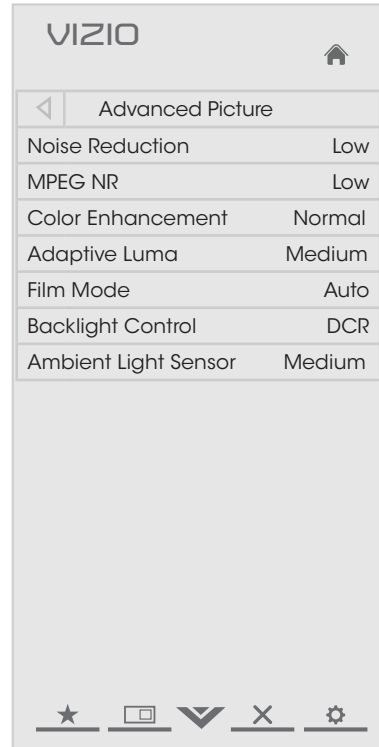 VIZIO
Advanced Picture
Noise Reduction Low
MPEG NR Low
Color Enhancement Normal
Adaptive Luma Medium
Film Mode Auto
Backlight Control DCR
Ambient Light Sensor Medium